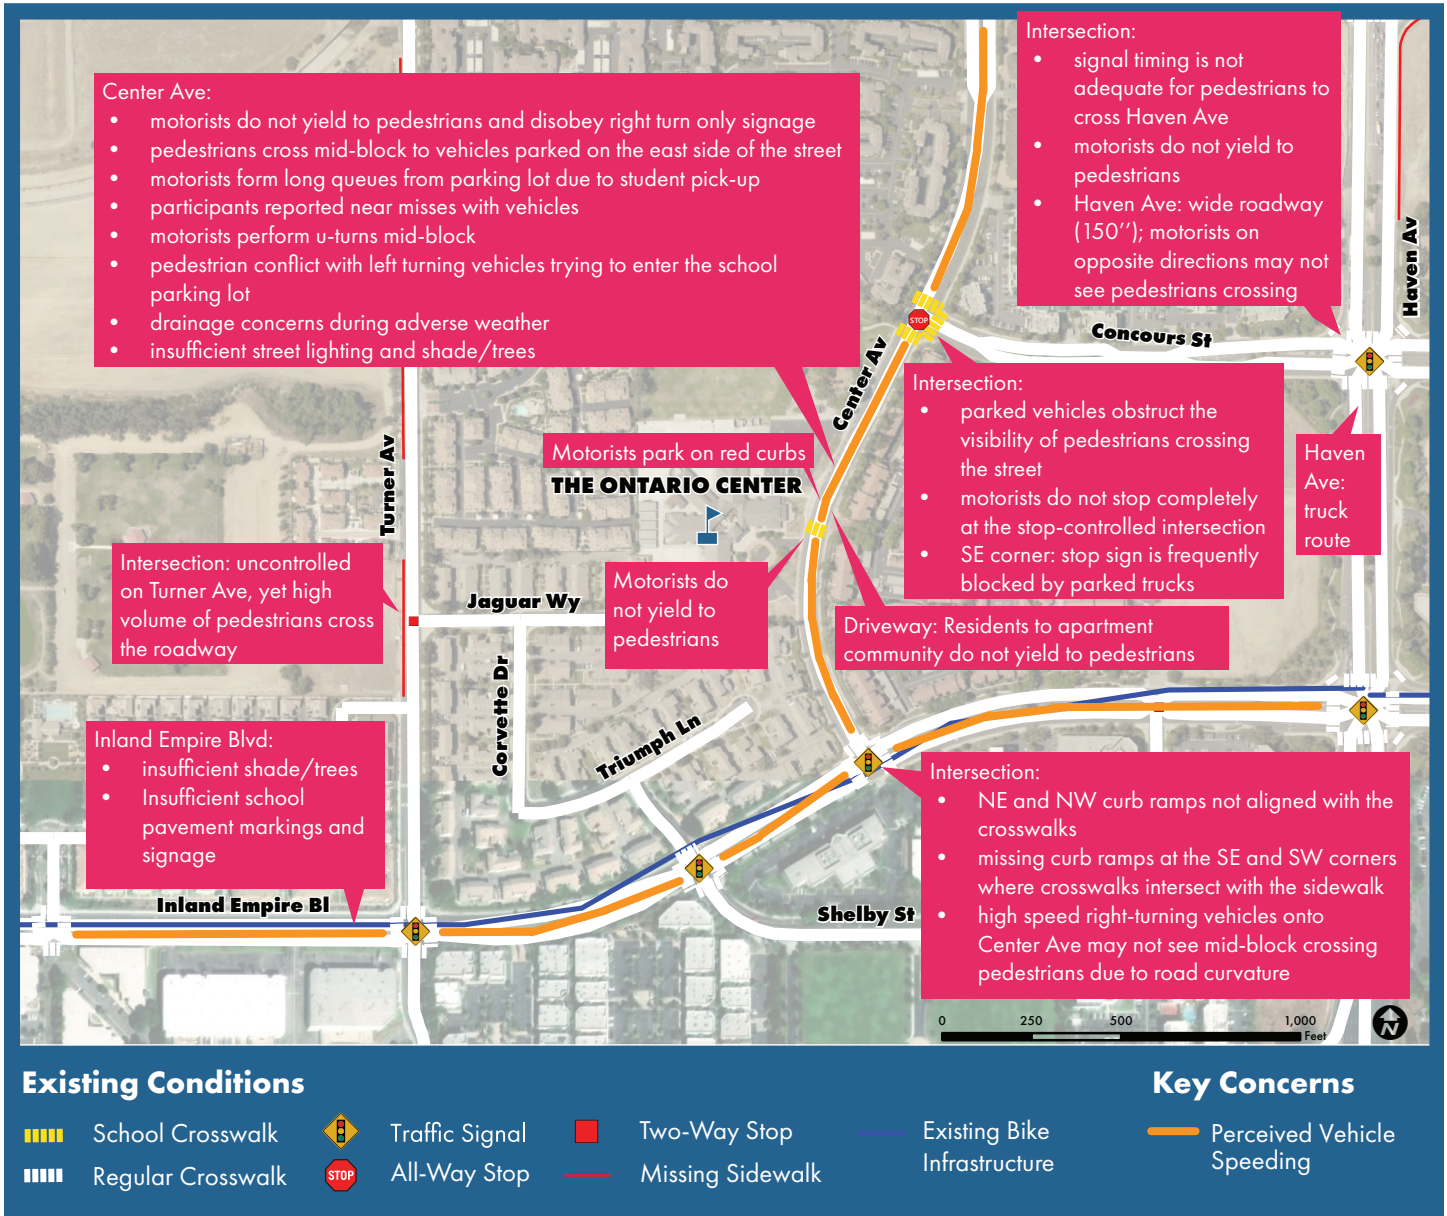 Center Ave:
• motorists do not yield to pedestrians and disobey right turn only signage
• pedestrians cross mid-block to vehicles parked on the east side of the street
• motorists form long queues from parking lot due to student pick-up
• participants reported near misses with vehicles
• motorists perform u-turns mid-block
• pedestrian conflict with left turning vehicles trying to enter the school
parking lot
• drainage concerns during adverse weather
• insufficient street lighting and shade/trees
Intersection:
• signal timing is not
adequate for pedestrians to
cross Haven Ave
• motorists do not yield to
pedestrians
• Haven Ave: wide roadway
(150’’); motorists on
opposite directions may not
see pedestrians crossing
Haven Av
STOP
Concours St
Center Av
Intersection:
• parked vehicles obstruct the
visibility of pedestrians crossing
the street
• motorists do not stop completely
at the stop-controlled intersection
• SE corner: stop sign is frequently
blocked by parked trucks
Haven
Ave:
truck
route
Motorists park on red curbs
THE ONTARIO CENTER
Turner Av
Intersection: uncontrolled
on Turner Ave, yet high
volume of pedestrians cross
the roadway
Jaguar Wy
Motorists do
not yield to
pedestrians
Driveway: Residents to apartment
community do not yield to pedestrians
Corvette Dr
Triumph Ln
Inland Empire Blvd:
• insufficient shade/trees
• Insufficient school
pavement markings and
signage
Intersection:
• NE and NW curb ramps not aligned with the
crosswalks
• missing curb ramps at the SE and SW corners
where crosswalks intersect with the sidewalk
• high speed right-turning vehicles onto
Center Ave may not see mid-block crossing
pedestrians due to road curvature
Inland Empire Bl
Shelby St
0 250 500 1,000
Feet
N
Existing Conditions
School Crosswalk
Regular Crosswalk
Traffic Signal
STOP All-Way Stop
Two-Way Stop
Missing Sidewalk
Existing Bike
Infrastructure
Key Concerns
Perceived Vehicle
Speeding